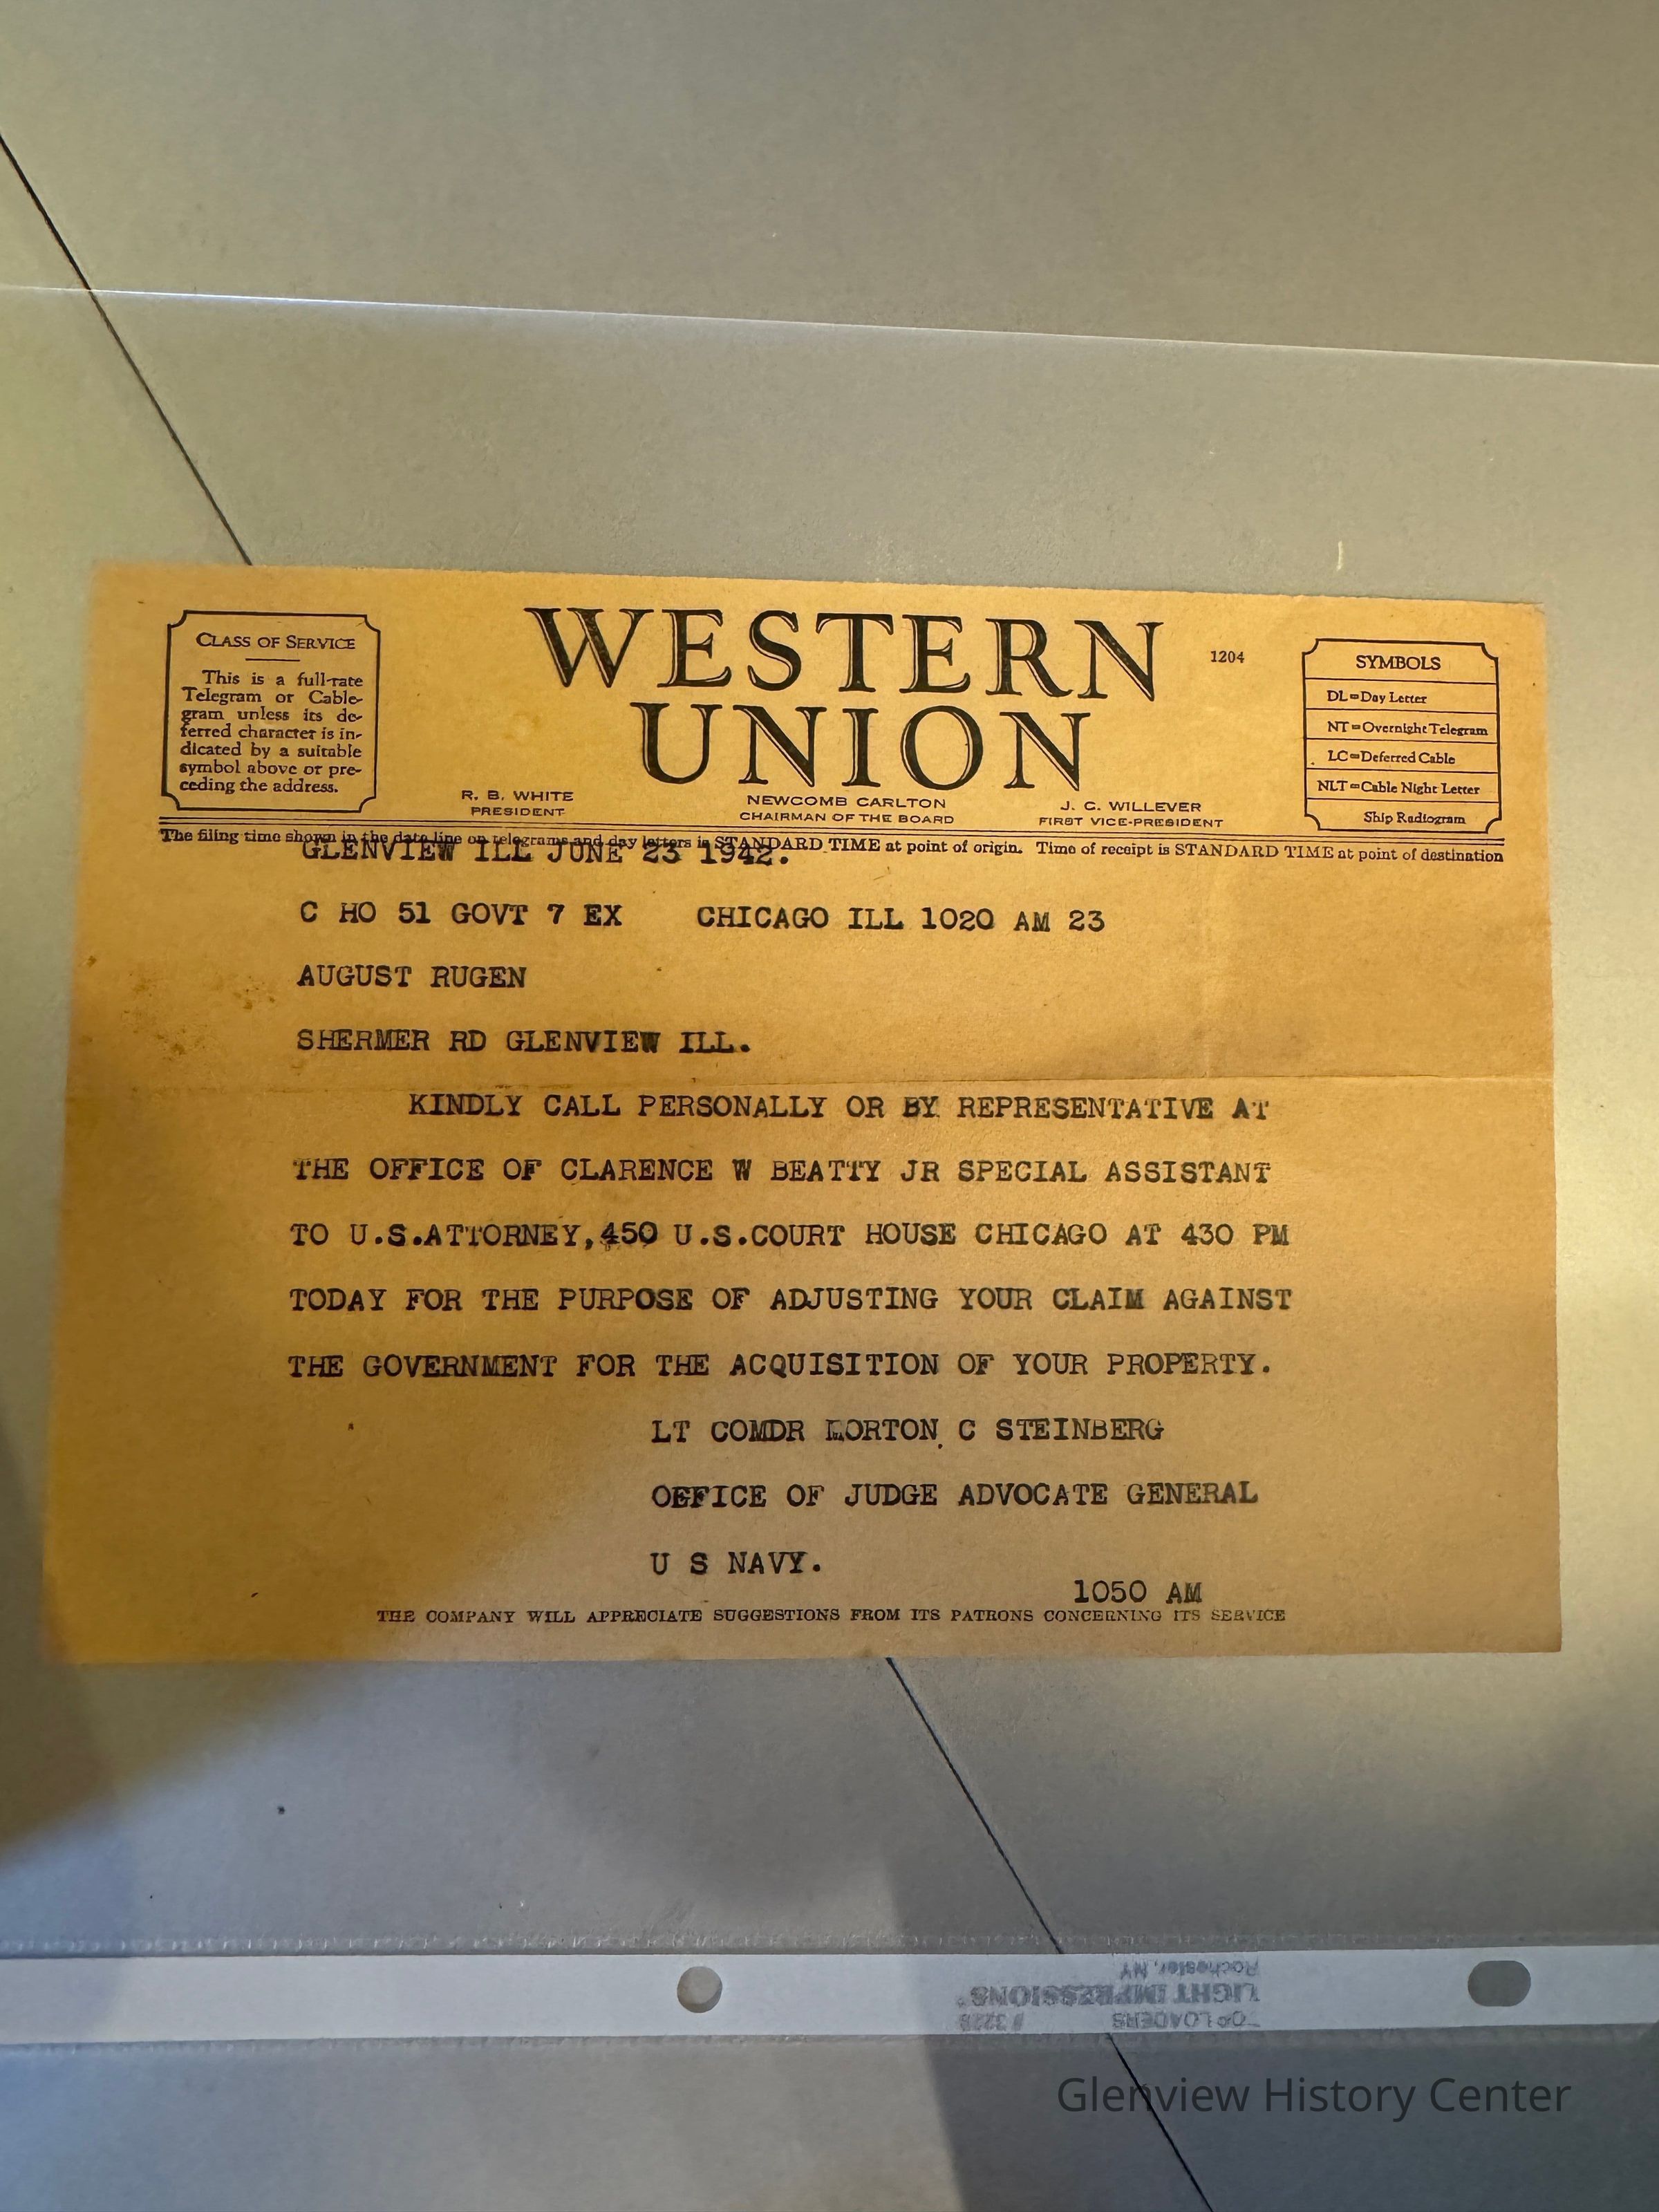 CLASS OF SERVICE
This is a full-rate
Telegram or Cable-
gram unless its de-
ferred character is in-
dicated by a suitable
symbol above or pre-
ceding the address.
WESTERN
UNION
1204
R. B. WHITE
PRESIDENT
NEWCOMB CARLTON
CHAIRMAN OF THE BOARD
J. C. WILLEVER
FIRST VICE-PRESIDENT
SYMBOLS
DL=Day Letter
NT=Overnight Telegram
LC=Deferred Cable
NLT=Cable Night Letter
Ship Radiogram
The filing time shown in the date line on telegrams and day letters is STANDARD TIME at point of origin. Time of receipt is STANDARD TIME at point of destination
GLENVIEW ILL JUNE 23 1942.
C HO 51 GOVT 7 EX CHICAGO ILL 1020 AM 23
AUGUST RUGEN
SHERMER RD GLENVIEW ILL.
KINDLY CALL PERSONALLY OR BY REPRESENTATIVE AT
THE OFFICE OF CLARENCE W BEATTY JR SPECIAL ASSISTANT
TO U.S.ATTORNEY,450 U.S.COURT HOUSE CHICAGO AT 430 PM
TODAY FOR THE PURPOSE OF ADJUSTING YOUR CLAIM AGAINST
THE GOVERNMENT FOR THE ACQUISITION OF YOUR PROPERTY.
LT COMDR MORTON C STEINBERG
OFFICE OF JUDGE ADVOCATE GENERAL
U S NAVY.
1050 AM
THE COMPANY WILL APPRECIATE SUGGESTIONS FROM ITS PATRONS CONCERNING ITS SERVICE
Rochester, NY
LIGHT IMPRESSIONS
LOADERS
Glenview History Center